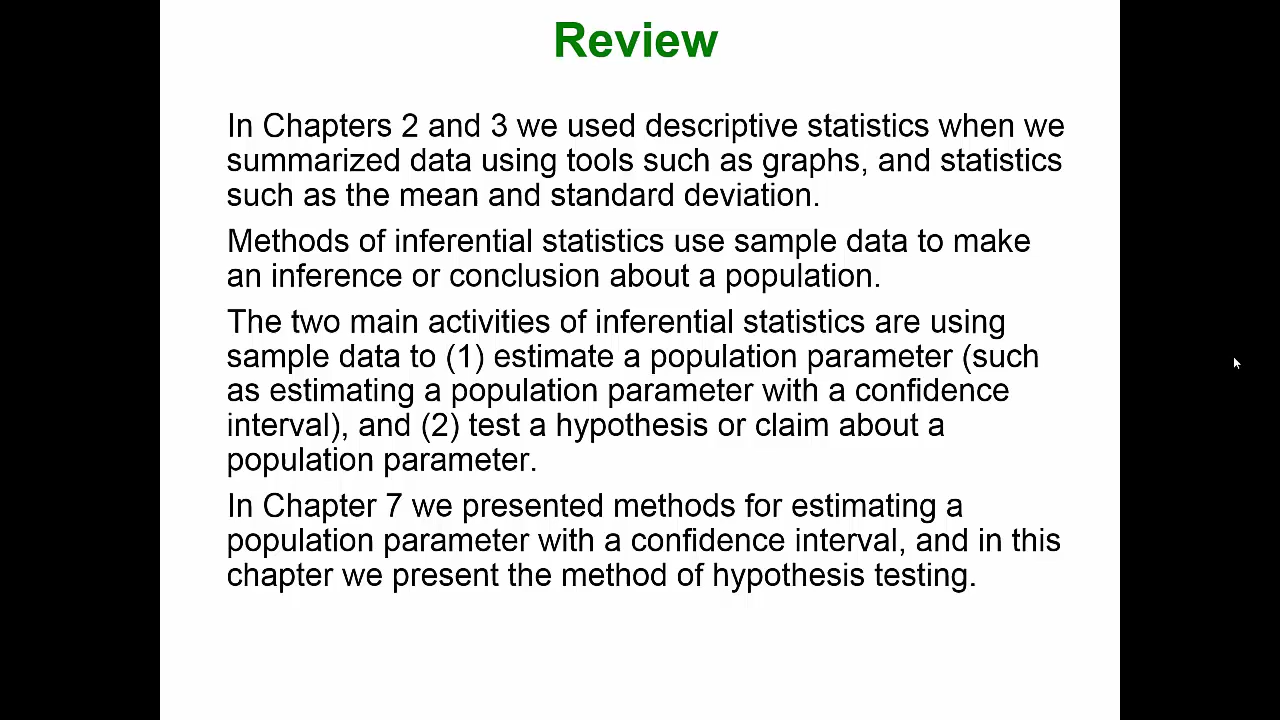 Review
In Chapters 2 and 3 we used descriptive statistics when we
summarized data using tools such as graphs, and statistics
such as the mean and standard deviation.
Methods of inferential statistics use sample data to make
an inference or conclusion about a population.
The two main activities of inferential statistics are using
sample data to (1) estimate a population parameter (such
as estimating a population parameter with a confidence
interval), and (2) test a hypothesis or claim about a
population parameter.
In Chapter 7 we presented methods for estimating a
population parameter with a confidence interval, and in this
chapter we present the method of hypothesis testing.